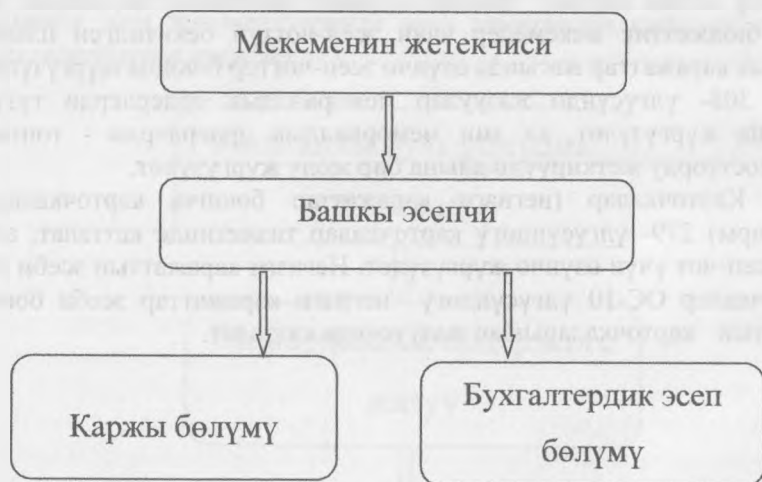 Мекеменин жетекчиси
Башкы эсепчи
Каржы бөлүмү
Бухгалтердик эсеп
бөлүмү